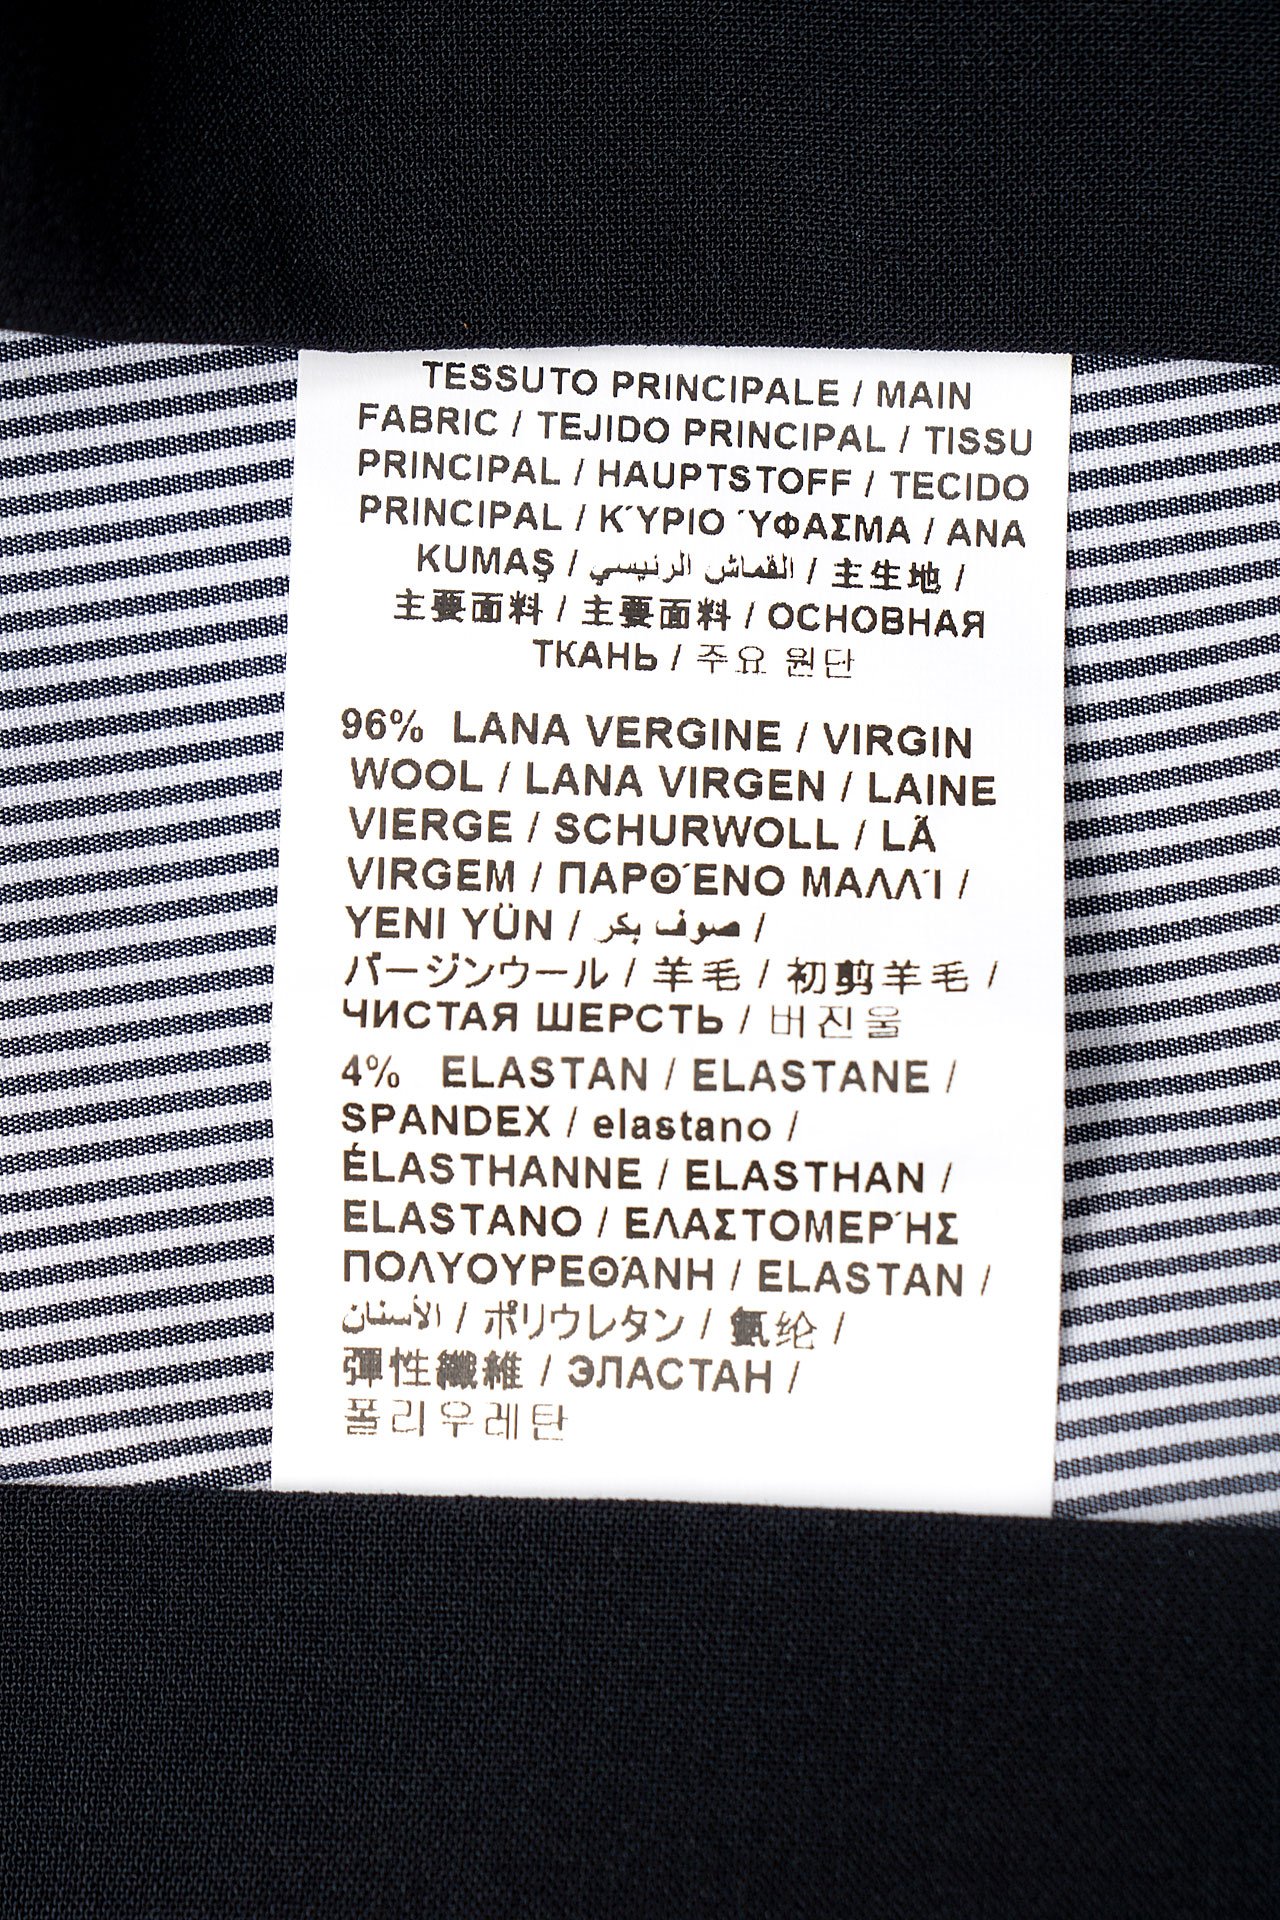 TESSUTO PRINCIPALE / MAIN
FABRIC / TEJIDO PRINCIPAL / TISSU
PRINCIPAL / HAUPTSTOFF / TECIDO
PRINCIPAL / Κ´ΥΡΙΟ ´ΥΦΑΣΜΑ / ANA
KUMAŞ / القماش الرئيسي / 主生地 /
主要面料 / 主要面料 / ОСНОВНАЯ
ТКАНЬ / 주요 원단
96% LANA VERGINE / VIRGIN
WOOL / LANA VIRGEN / LAINE
VIERGE / SCHURWOLL / LÃ
VIRGEM / ΠΑΡΘΈΝΟ ΜΑΛΛΊ /
YENI YÜN / صوف بكر /
バージンウール / 羊毛 / 初剪羊毛 /
ЧИСТАЯ ШЕРСТЬ / 버진울
4% ELASTAN / ELASTANE /
SPANDEX / elastano /
ÉLASTHANNE / ELASTHAN /
ELASTANO / ΕΛΑΣΤΟΜΕΡΉΣ
ΠΟΛΥΟΥΡΕΘΆΝΗ / ELASTAN /
الأستان / ポリウレタン / 氨纶 /
彈性纖維 / ЭЛАСТАН /
폴리우레탄